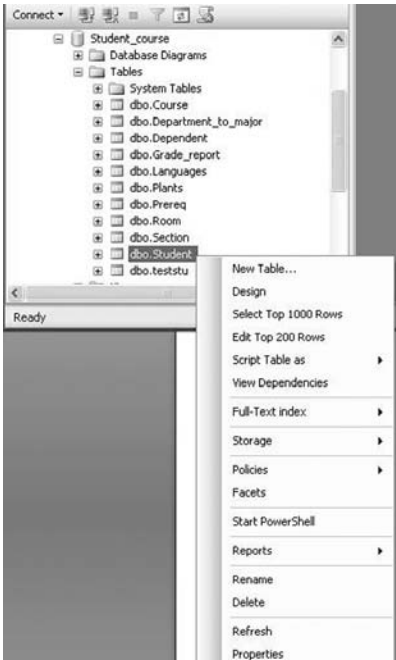 Connect
Student_course
Database Diagrams
Tables
System Tables
dbo.Course
dbo.Department_to_major
dbo.Dependent
dbo.Grade_report
dbo.Languages
dbo.Plants
dbo.Prereq
dbo.Room
dbo.Section
dbo.Student
dbo.teststu
Ready
New Table...
Design
Select Top 1000 Rows
Edit Top 200 Rows
Script Table as
View Dependencies
Full-Text index
Storage
Policies
Facets
Start PowerShell
Reports
Rename
Delete
Refresh
Properties